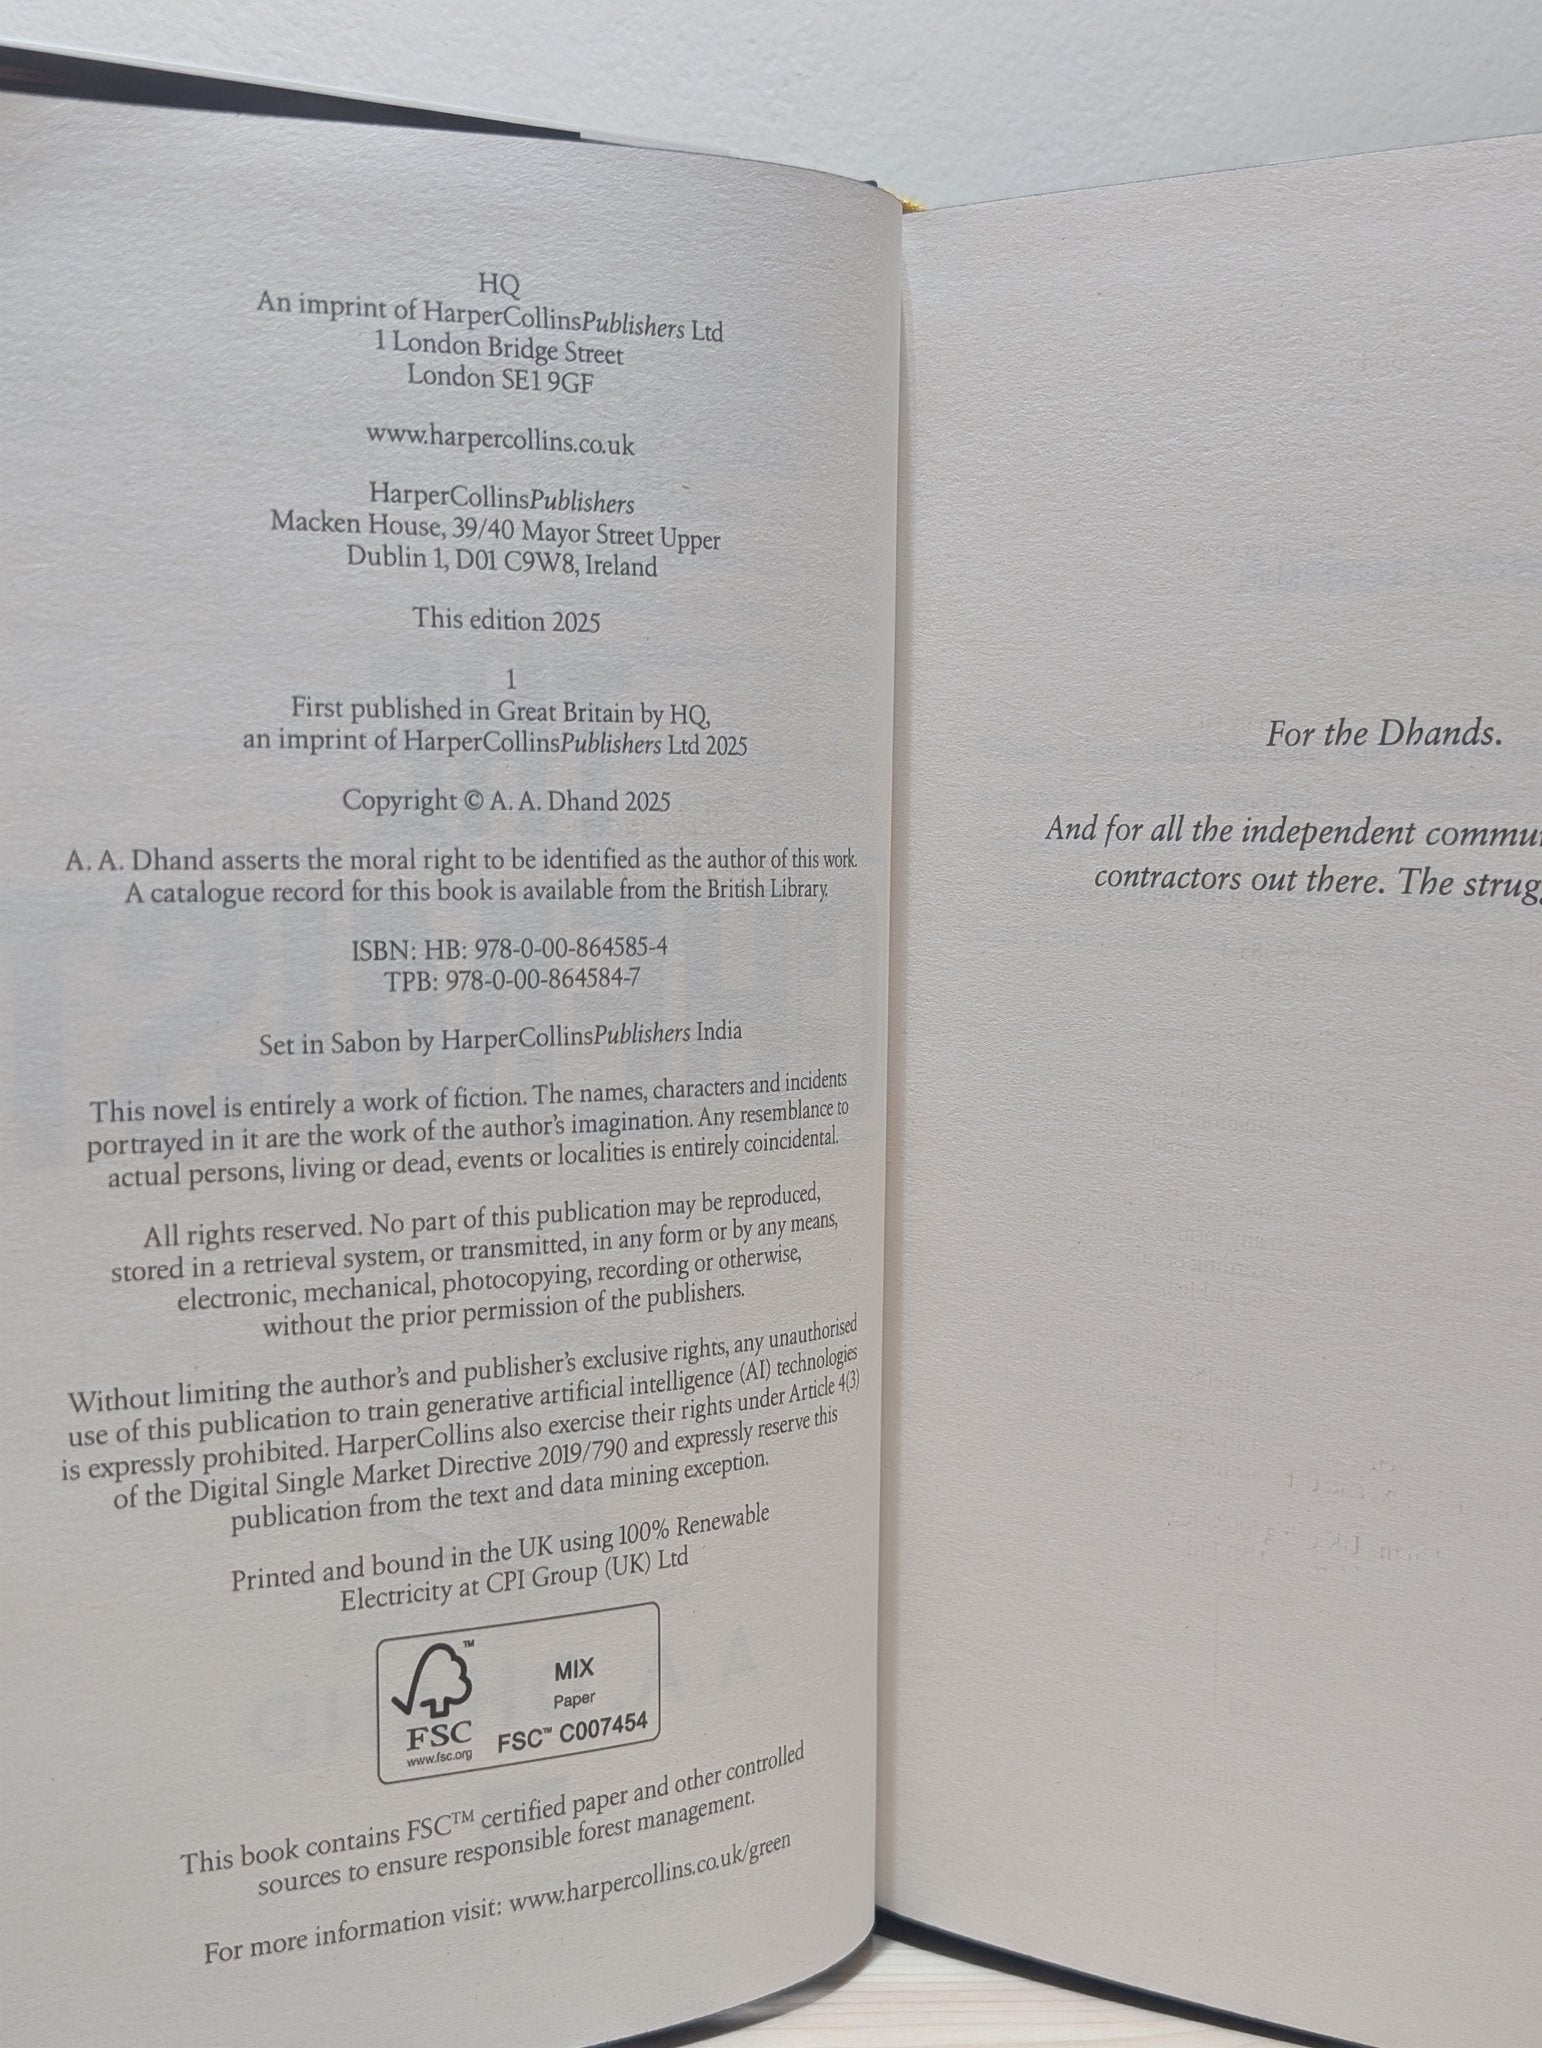 HQ
An imprint of HarperCollinsPublishers Ltd
1 London Bridge Street
London SE1 9GF
www.harpercollins.co.uk
HarperCollinsPublishers
Macken House, 39/40 Mayor Street Upper
Dublin 1, D01 C9W8, Ireland
This edition 2025
1
First published in Great Britain by HQ,
an imprint of HarperCollinsPublishers Ltd 2025
Copyright © A. A. Dhand 2025
A. A. Dhand asserts the moral right to be identified as the author of this work.
A catalogue record for this book is available from the British Library.
ISBN: HB: 978-0-00-864585-4
TPB: 978-0-00-864584-7
Set in Sabon by HarperCollinsPublishers India
This novel is entirely a work of fiction. The names, characters and incidents
portrayed in it are the work of the author's imagination. Any resemblance to
actual persons, living or dead, events or localities is entirely coincidental.
All rights reserved. No part of this publication may be reproduced,
stored in a retrieval system, or transmitted, in any form or by any means,
electronic, mechanical, photocopying, recording or otherwise,
without the prior permission of the publishers.
Without limiting the author's and publisher's exclusive rights, any unauthorised
use of this publication to train generative artificial intelligence (AI) technologies
is expressly prohibited. HarperCollins also exercise their rights under Article 4(3)
of the Digital Single Market Directive 2019/790 and expressly reserve this
publication from the text and data mining exception.
Printed and bound in the UK using 100% Renewable
Electricity at CPI Group (UK) Ltd
FSC™
www.fsc.org
MIX
Paper
FSC™ C007454
This book contains FSC™ certified paper and other controlled
sources to ensure responsible forest management.
For more information visit: www.harpercollins.co.uk/green
For the Dhands.
And for all the independent
contractors out there. The